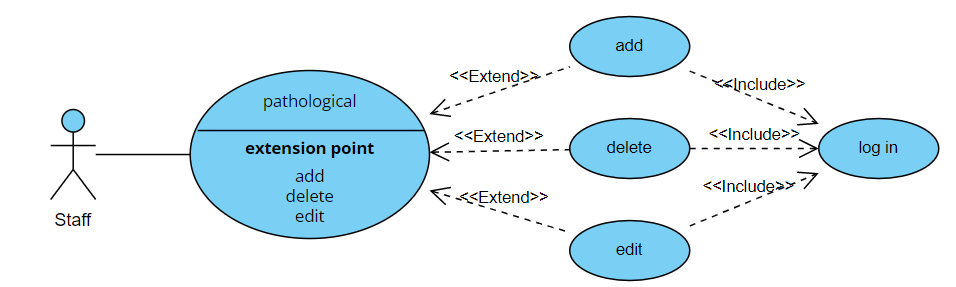 add
<<Extend>>
<<Include>>
pathological
extension point
add
delete
edit
<<Extend>>
delete
<<Include>>
log in
<<Extend>>
<<Include>>
Staff
edit